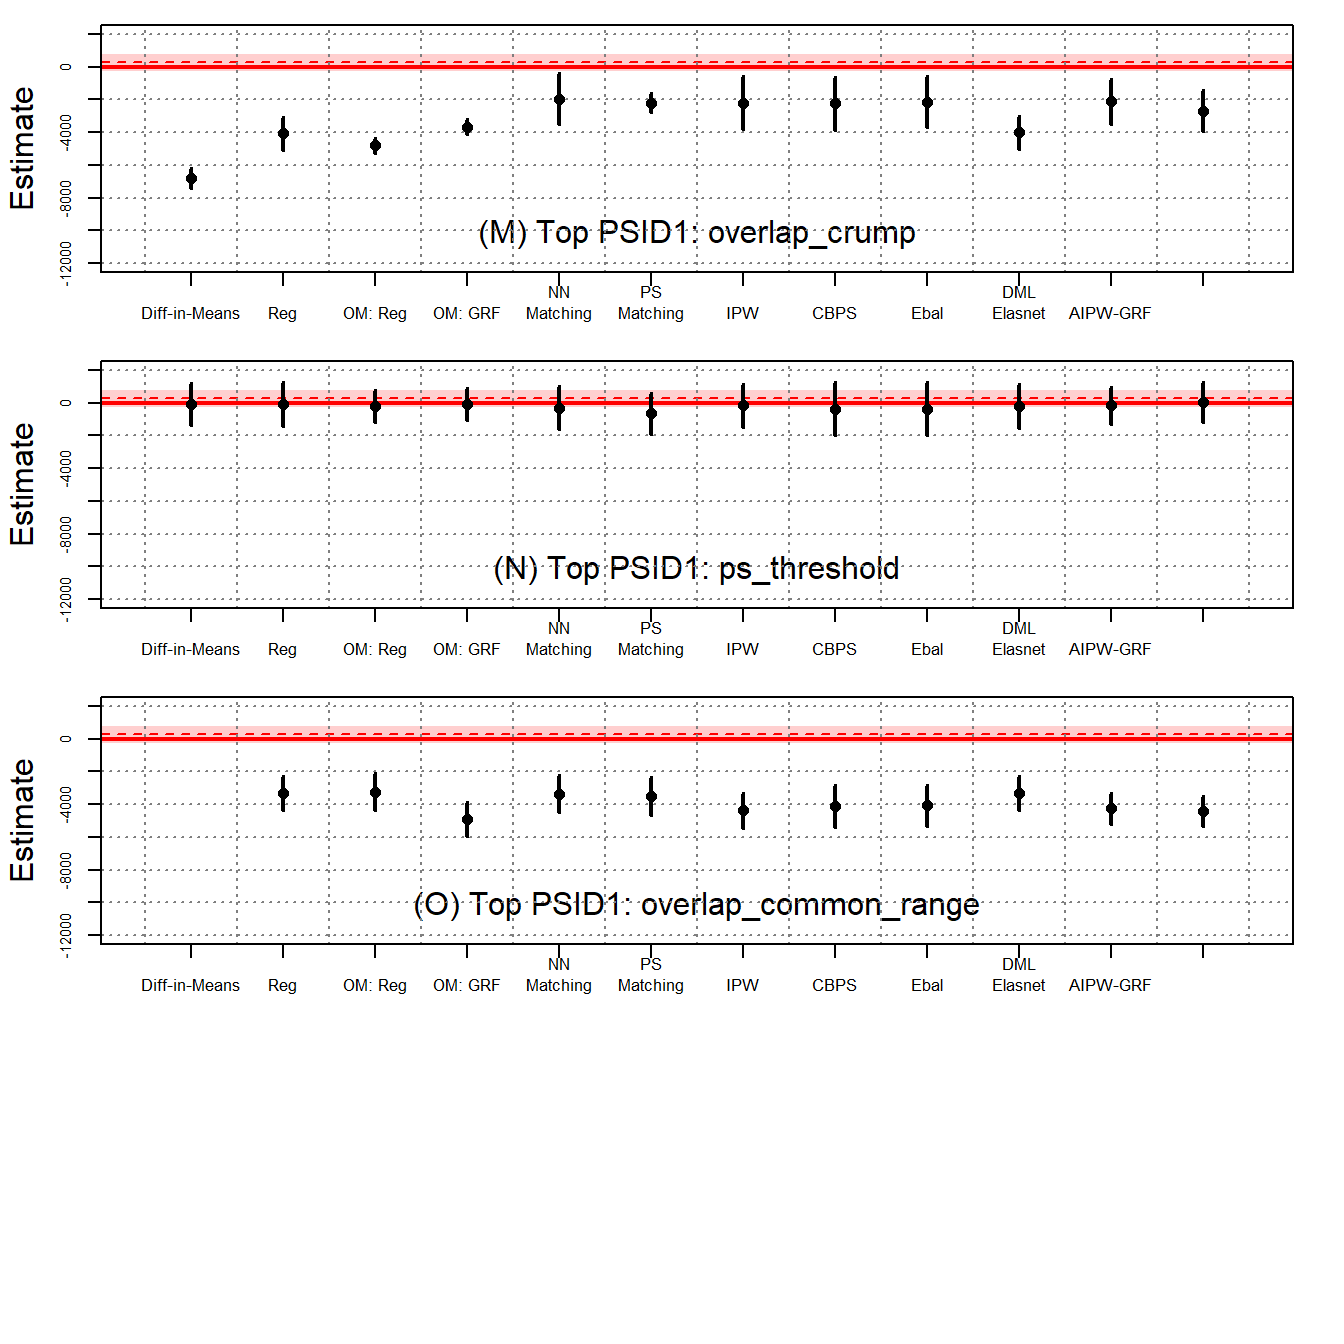 Estimate
0
-4000
-8000
-12000
(M) Top PSID1: overlap_crump
NN PS DML
Diff-in-Means Reg OM: Reg OM: GRF Matching Matching IPW CBPS Ebal Elasnet AIPW-GRF
Estimate
0
-4000
-8000
-12000
(N) Top PSID1: ps_threshold
NN PS DML
Diff-in-Means Reg OM: Reg OM: GRF Matching Matching IPW CBPS Ebal Elasnet AIPW-GRF
Estimate
0
-4000
-8000
-12000
(O) Top PSID1: overlap_common_range
NN PS DML
Diff-in-Means Reg OM: Reg OM: GRF Matching Matching IPW CBPS Ebal Elasnet AIPW-GRF